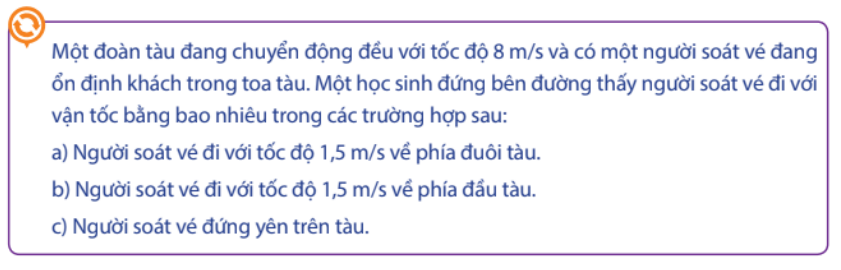 Một đoàn tàu đang chuyển động đều với tốc độ 8 m/s và có một người soát vé đang
ổn định khách trong toa tàu. Một học sinh đứng bên đường thấy người soát vé đi với
vận tốc bằng bao nhiêu trong các trường hợp sau:
a) Người soát vé đi với tốc độ 1,5 m/s về phía đuôi tàu.
b) Người soát vé đi với tốc độ 1,5 m/s về phía đầu tàu.
c) Người soát vé đứng yên trên tàu.